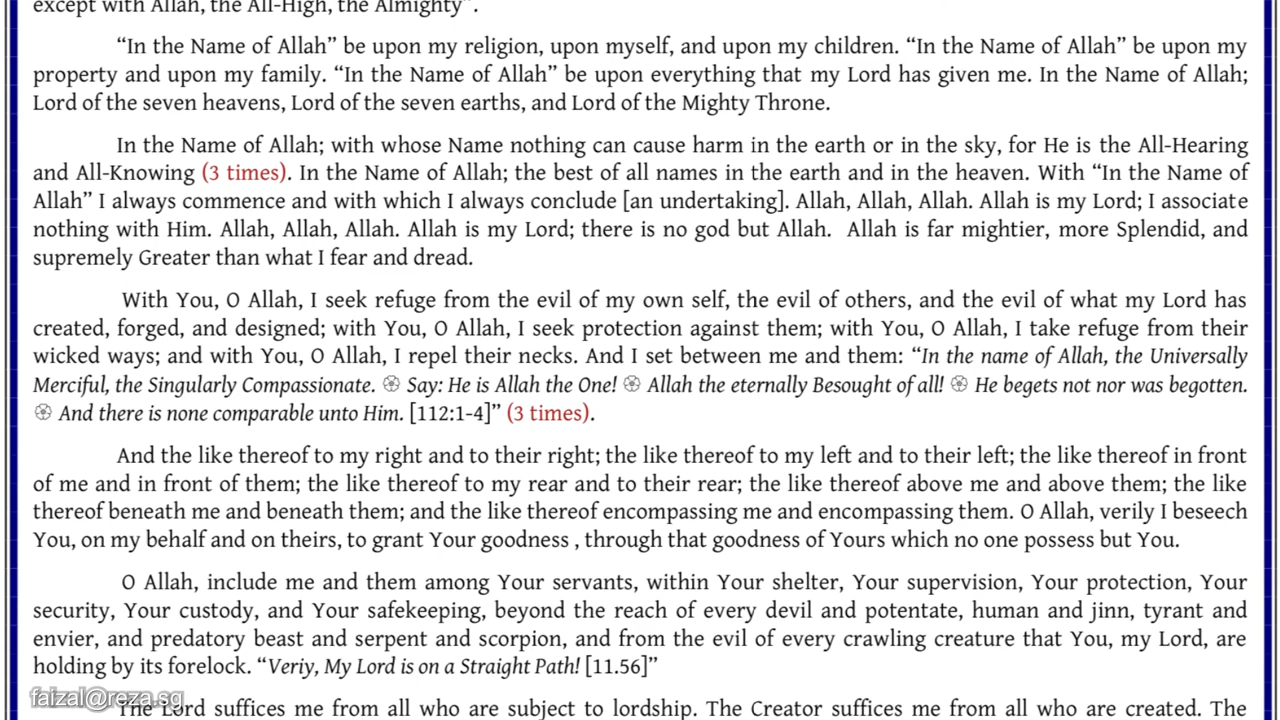 except with Allah, the All-High, the Almighty”.
“In the Name of Allah” be upon my religion, upon myself, and upon my children. “In the Name of Allah” be upon my
property and upon my family. “In the Name of Allah” be upon everything that my Lord has given me. In the Name of Allah;
Lord of the seven heavens, Lord of the seven earths, and Lord of the Mighty Throne.
In the Name of Allah; with whose Name nothing can cause harm in the earth or in the sky, for He is the All-Hearing
and All-Knowing (3 times). In the Name of Allah; the best of all names in the earth and in the heaven. With “In the Name of
Allah” I always commence and with which I always conclude [an undertaking]. Allah, Allah, Allah. Allah is my Lord; I associate
nothing with Him. Allah, Allah, Allah. Allah is my Lord; there is no god but Allah. Allah is far mightier, more Splendid, and
supremely Greater than what I fear and dread.
With You, O Allah, I seek refuge from the evil of my own self, the evil of others, and the evil of what my Lord has
created, forged, and designed; with You, O Allah, I seek protection against them; with You, O Allah, I take refuge from their
wicked ways; and with You, O Allah, I repel their necks. And I set between me and them: “In the name of Allah, the Universally
Merciful, the Singularly Compassionate. ֍ Say: He is Allah the One! ֍ Allah the eternally Besought of all! ֍ He begets not nor was begotten.
֍ And there is none comparable unto Him. [112:1-4]” (3 times).
And the like thereof to my right and to their right; the like thereof to my left and to their left; the like thereof in front
of me and in front of them; the like thereof to my rear and to their rear; the like thereof above me and above them; the like
thereof beneath me and beneath them; and the like thereof encompassing me and encompassing them. O Allah, verily I beseech
You, on my behalf and on theirs, to grant Your goodness , through that goodness of Yours which no one possess but You.
O Allah, include me and them among Your servants, within Your shelter, Your supervision, Your protection, Your
security, Your custody, and Your safekeeping, beyond the reach of every devil and potentate, human and jinn, tyrant and
envier, and predatory beast and serpent and scorpion, and from the evil of every crawling creature that You, my Lord, are
holding by its forelock. “Veriy, My Lord is on a Straight Path! [11.56]”
faizal@reza.sg
The Lord suffices me from all who are subject to lordship. The Creator suffices me from all who are created. The